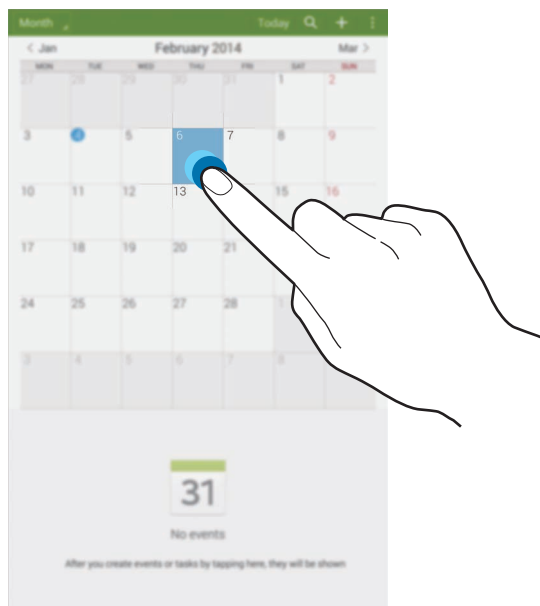 Month Today
Jan February 2014 Mar
MON TUE WED THU FRI SAT SUN
27 28 29 30 31 1 2
3 4 5 6 7 8 9
10 11 12 13 15 16
17 18 19 20 21
24 25 26 27 28
3 4 5 6 7 8
31
No events
After you create events or tasks by tapping here, they will be shown